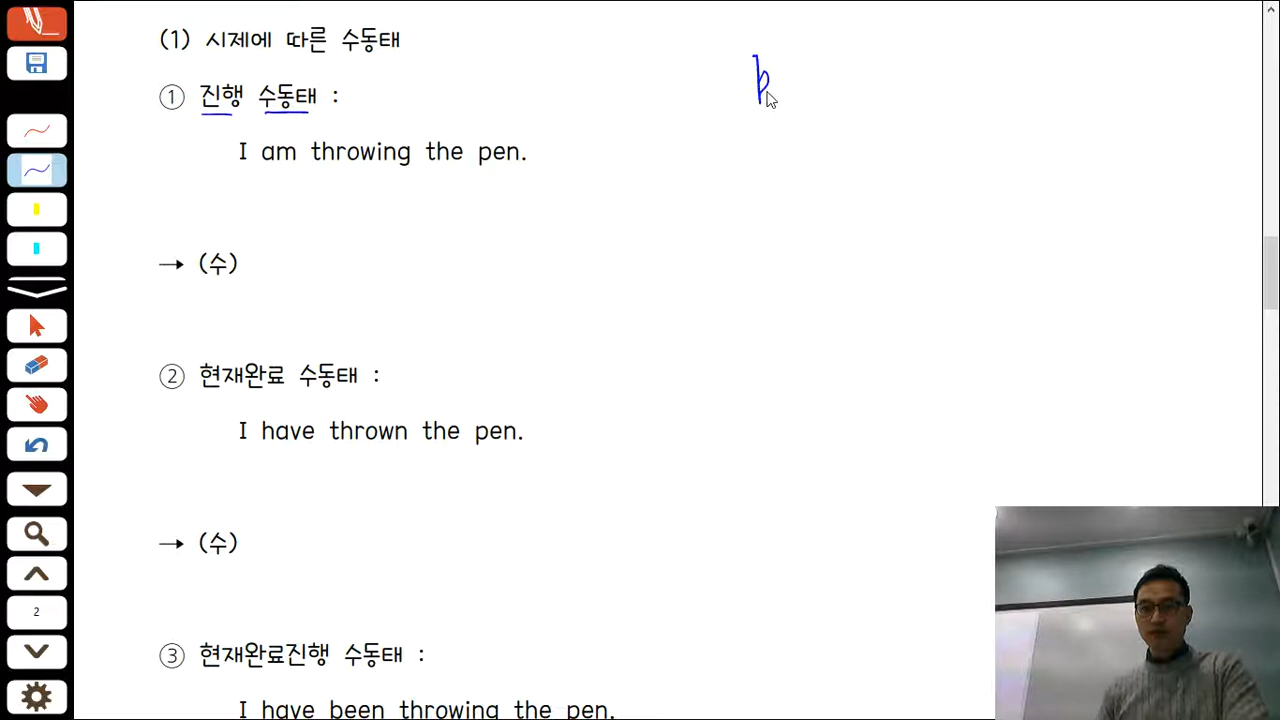 (1) 시제에 따른 수동태
b
① 진행 수동태 :
I am throwing the pen.
→ (수)
② 현재완료 수동태 :
I have thrown the pen.
→ (수)
③ 현재완료진행 수동태 :
I have been throwing the pen.
2